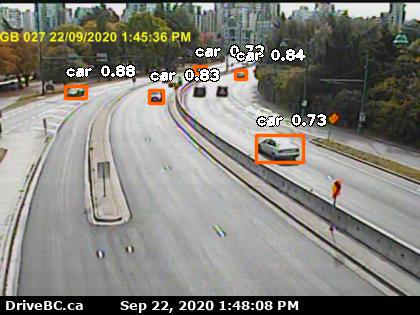 GB 027 22/09/2020 1:45:36 PM
car 0.72
car 0.84
car 0.88
car 0.83
car 0.73
DriveBC.ca Sep 22, 2020 1:48:08 PM